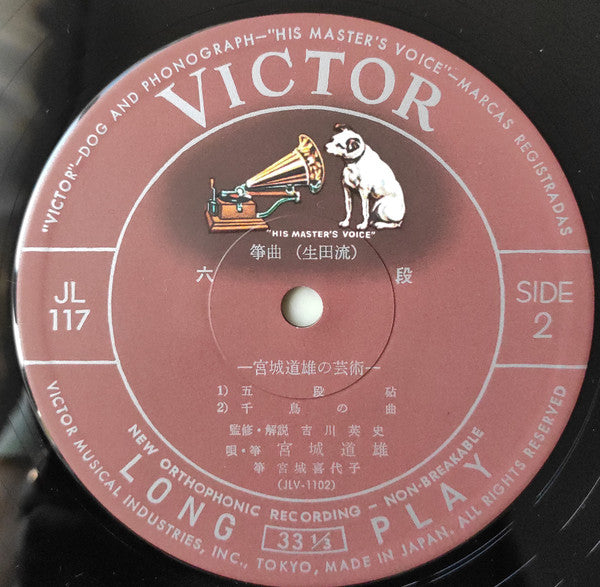 "VICTOR"—DOG AND PHONOGRAPH—"HIS MASTER'S VOICE"—MARCAS REGISTRADAS
VICTOR
"HIS MASTER'S VOICE"
箏曲（生田流）
六段
JL
117
SIDE
2
—宮城道雄の芸術—
1) 五段砧
2) 千鳥の曲
監修・解説 吉川英史
唄・箏 宮城道雄
箏 宮城喜代子
(JLV-1102)
NEW ORTHOPHONIC RECORDING – NON-BREAKABLE
LONG PLAY
33 1/3
VICTOR MUSICAL INDUSTRIES, INC., TOKYO, MADE IN JAPAN. ALL RIGHTS RESERVED